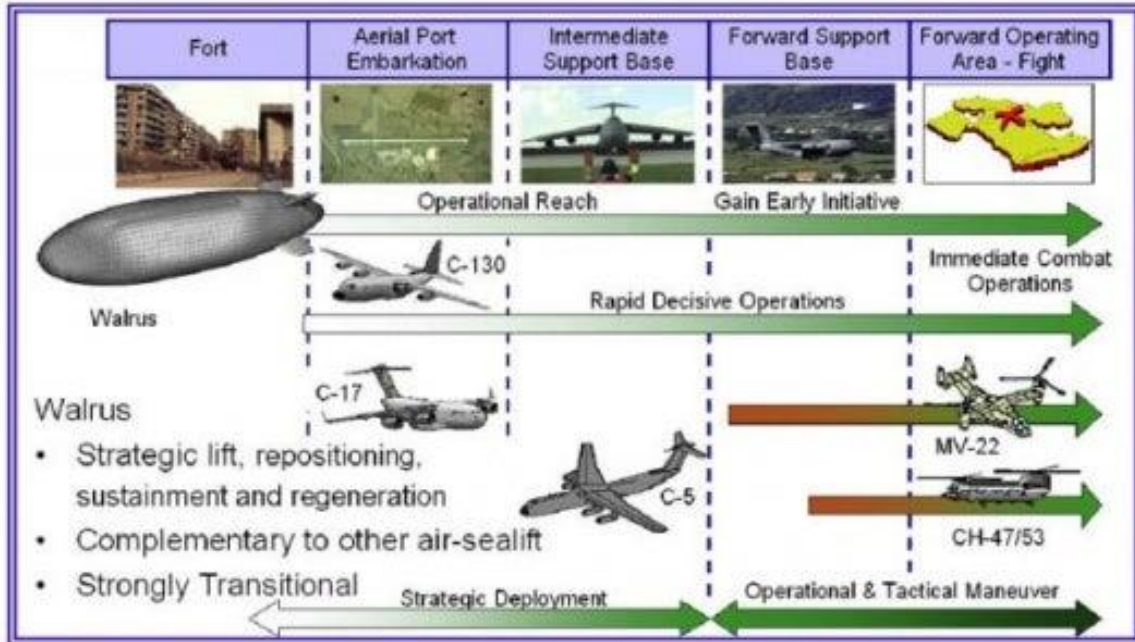 Fort
Aerial Port
Embarkation
Intermediate
Support Base
Forward Support
Base
Forward Operating
Area - Fight
Operational Reach
Gain Early Initiative
C-130
Immediate Combat
Operations
Rapid Decisive Operations
Walrus
C-17
MV-22
C-5
CH-47/53
Walrus
• Strategic lift, repositioning,
sustainment and regeneration
• Complementary to other air-sealift
• Strongly Transitional
Strategic Deployment
Operational & Tactical Maneuver